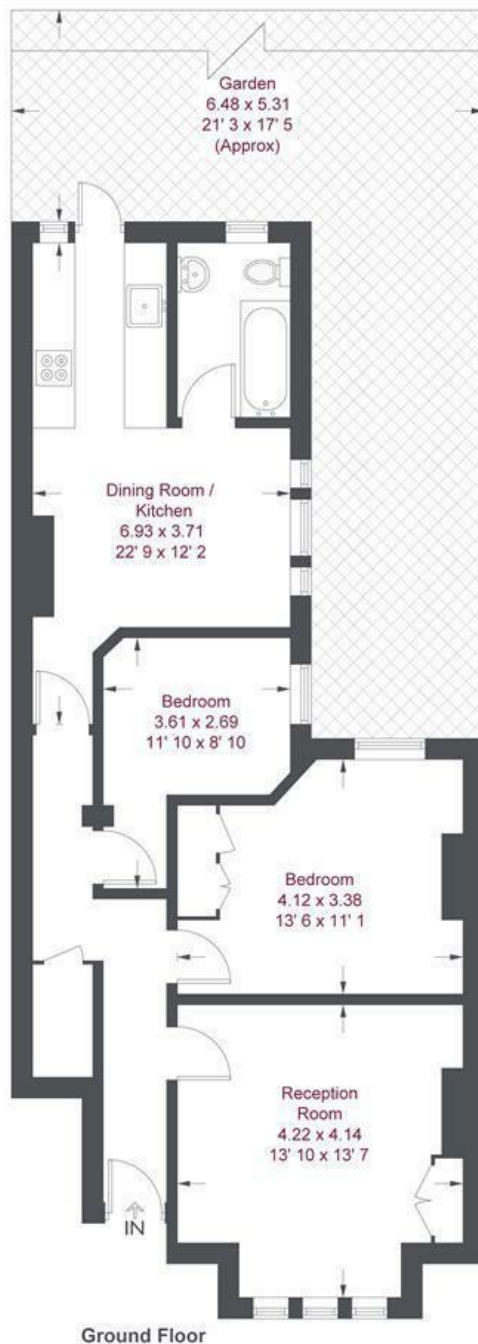 Garden
6.48 x 5.31
21' 3 x 17' 5
(Approx)
Dining Room /
Kitchen
6.93 x 3.71
22' 9 x 12' 2
Bedroom
3.61 x 2.69
11' 10 x 8' 10
Bedroom
4.12 x 3.38
13' 6 x 11' 1
Reception
Room
4.22 x 4.14
13' 10 x 13' 7
IN
Ground Floor